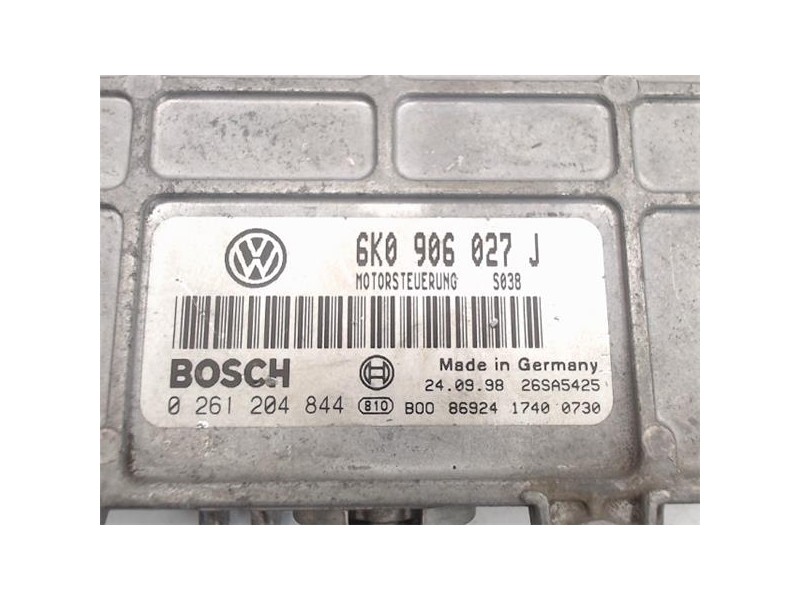 6K0 906 027 J
MOTORSTEUERUNG S038
BOSCH
Made in Germany
24.09.98 26SA5425
0 261 204 844 810 B00 86924 1740 0730